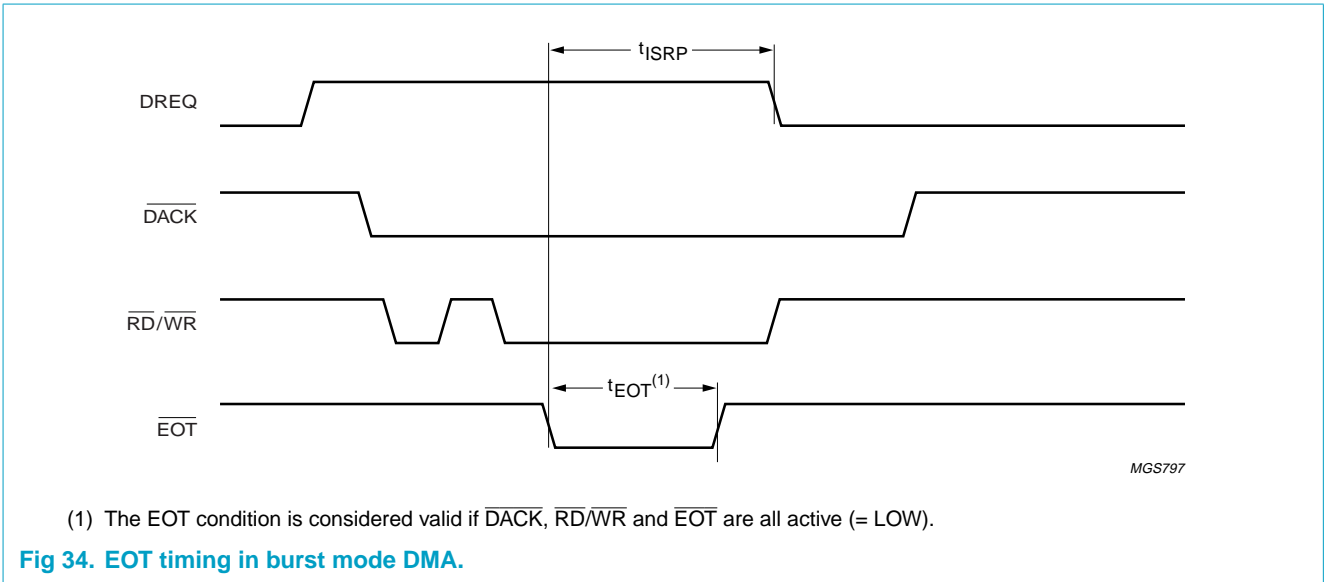 tISRP
DREQ
DACK
RD/WR
tEOT(1)
EOT
MGS797
(1) The EOT condition is considered valid if DACK, RD/WR and EOT are all active (= LOW).
Fig 34. EOT timing in burst mode DMA.